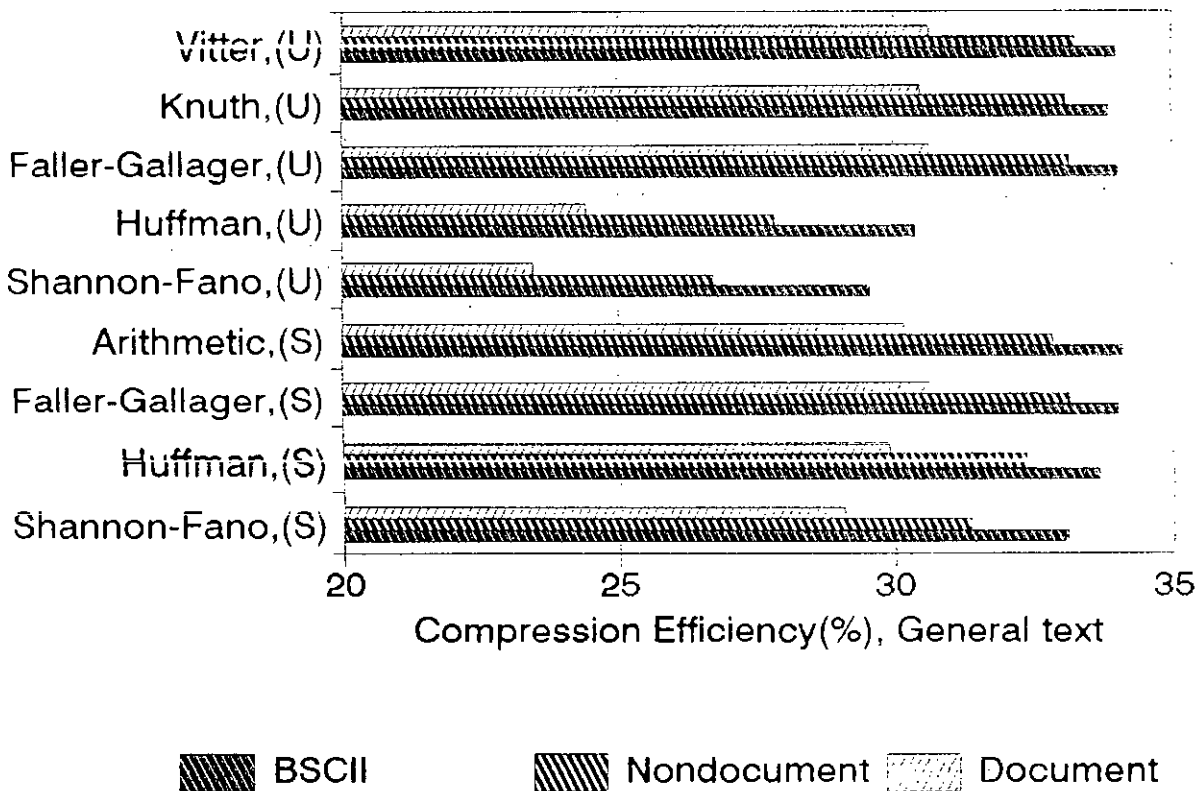 Vitter,(U)
Knuth,(U)
Faller-Gallager,(U)
Huffman,(U)
Shannon-Fano,(U)
Arithmetic,(S)
Faller-Gallager,(S)
Huffman,(S)
Shannon-Fano,(S)
20 25 30 35
Compression Efficiency(%), General text
BSCII Nondocument Document